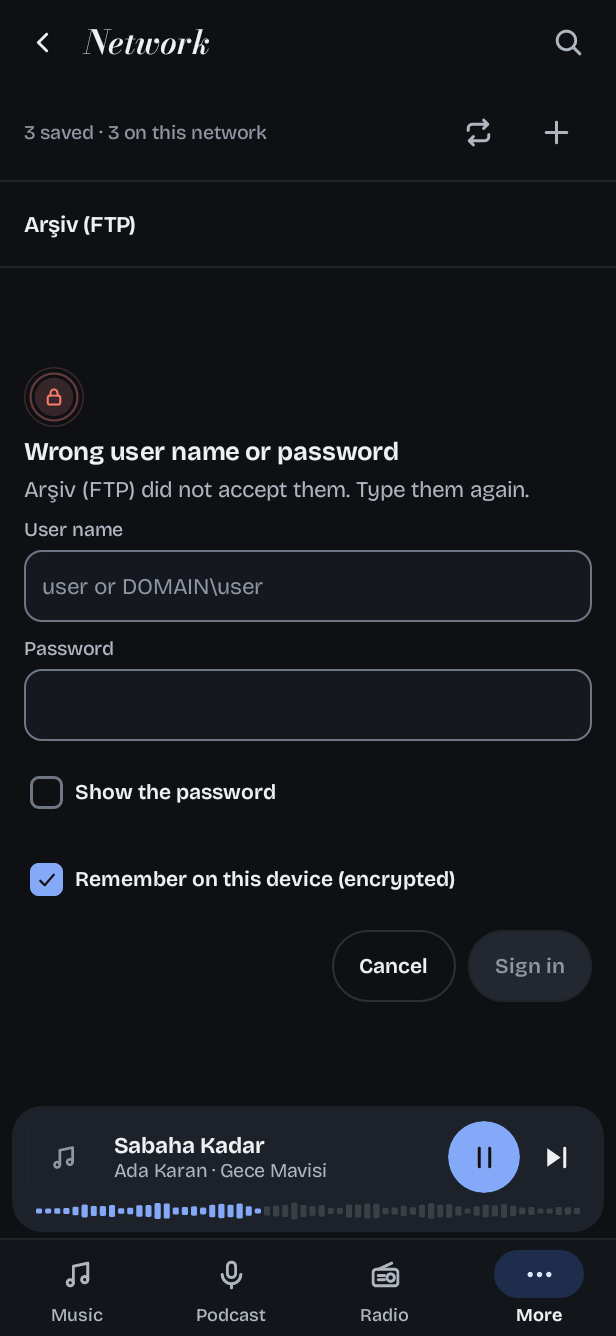 Network
3 saved · 3 on this network
Arşiv (FTP)
Wrong user name or password
Arşiv (FTP) did not accept them. Type them again.
User name
user or DOMAIN\user
Password
Show the password
Remember on this device (encrypted)
Cancel
Sign in
Sabaha Kadar
Ada Karan · Gece Mavisi
Music
Podcast
Radio
More